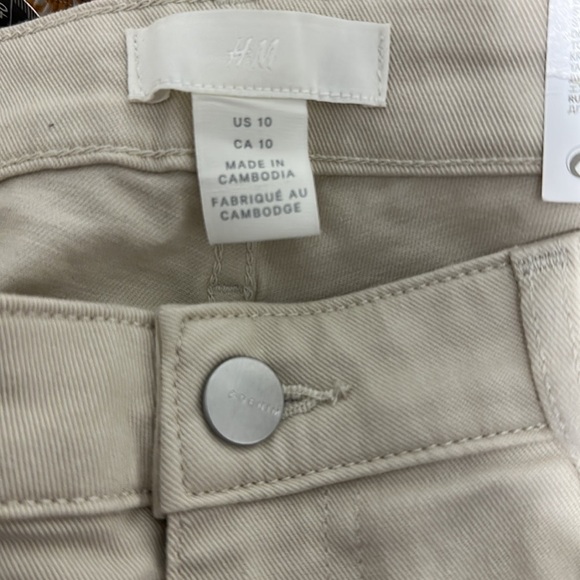 H&M
US 10
CA 10
MADE IN
CAMBODIA
FABRIQUÉ AU
CAMBODGE